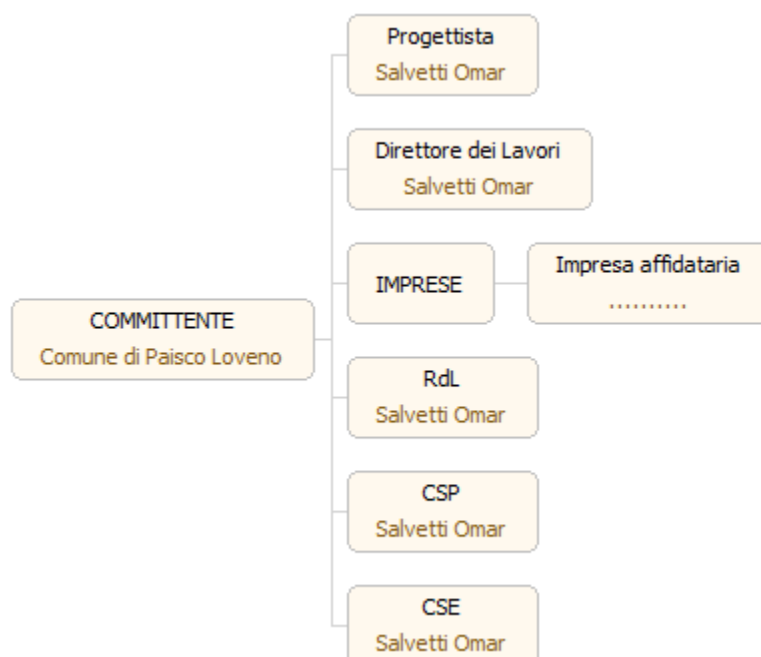 Progettista
Salvetti Omar
Direttore dei Lavori
Salvetti Omar
IMPRESE
Impresa affidataria
..........
COMMITTENTE
Comune di Paisco Loveno
RdL
Salvetti Omar
CSP
Salvetti Omar
CSE
Salvetti Omar